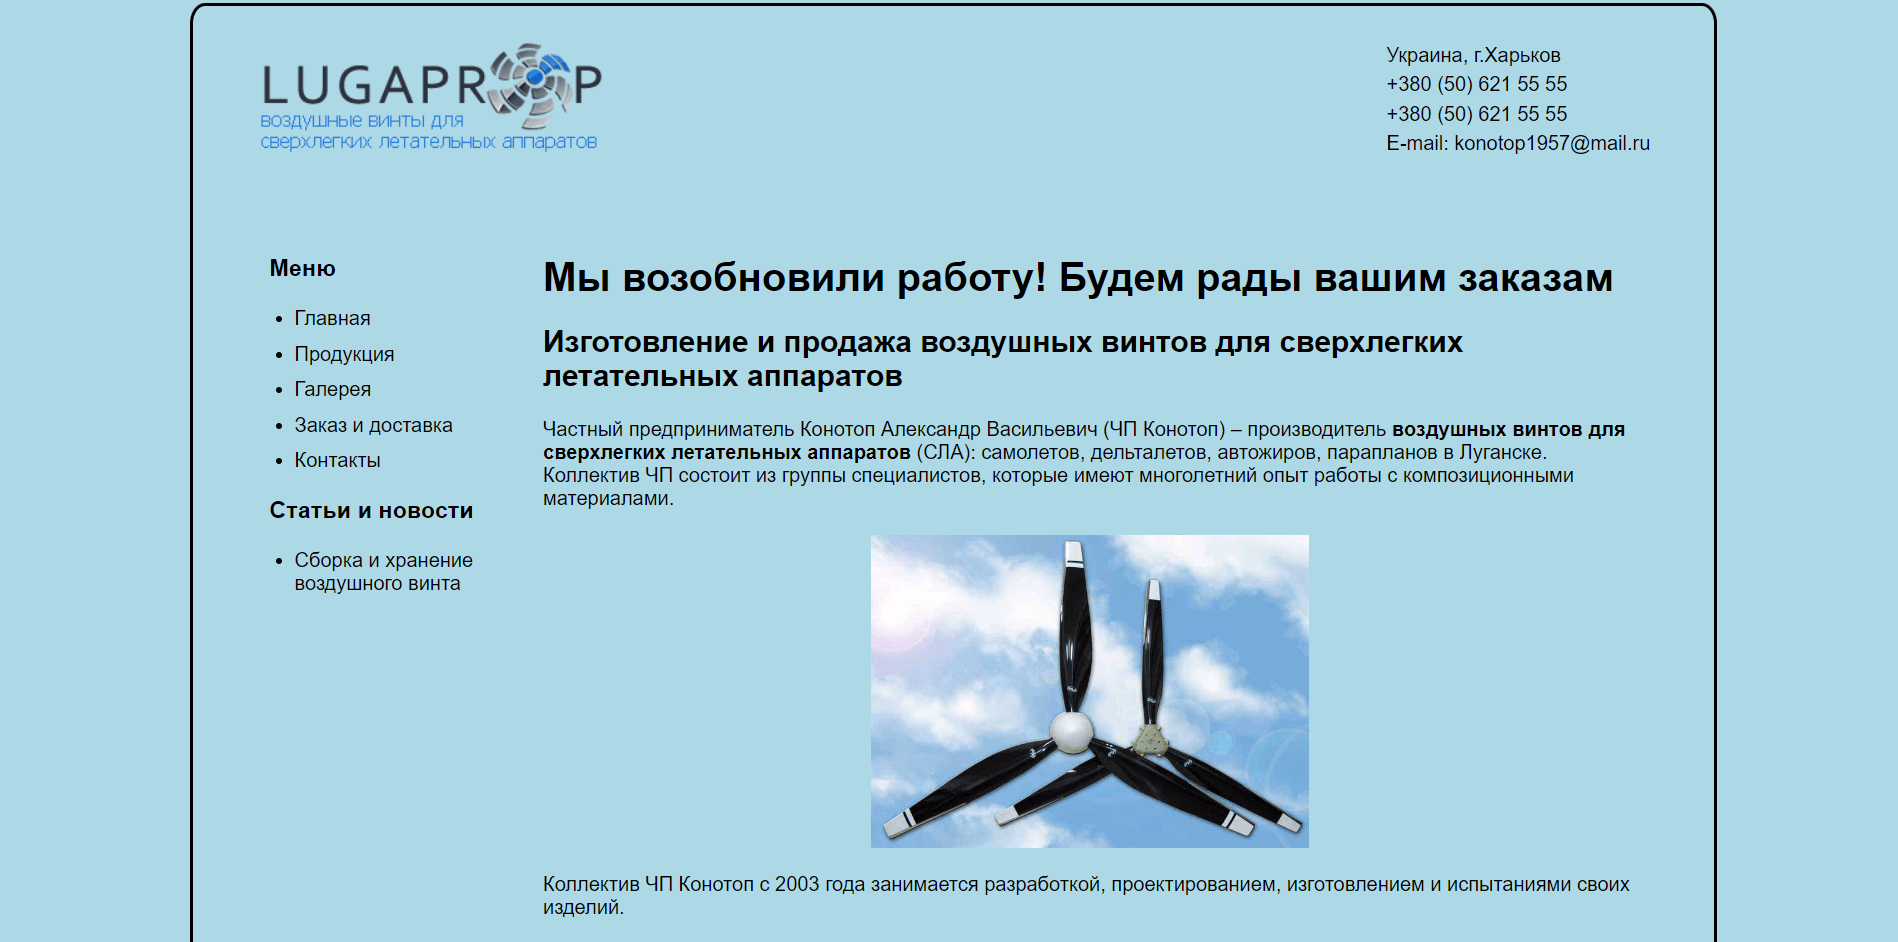 LUGAPROP
воздушные винты для
сверхлегких летательных аппаратов
Украина, г.Харьков
+380 (50) 621 55 55
+380 (50) 621 55 55
E-mail: konotop1957@mail.ru
Меню
Главная
Продукция
Галерея
Заказ и доставка
Контакты
Статьи и новости
Сборка и хранение
воздушного винта
Мы возобновили работу! Будем рады вашим заказам
Изготовление и продажа воздушных винтов для сверхлегких
летательных аппаратов
Частный предприниматель Конотоп Александр Васильевич (ЧП Конотоп) – производитель воздушных винтов для
сверхлегких летательных аппаратов (СЛА): самолетов, дельталетов, автожиров, парапланов в Луганске.
Коллектив ЧП состоит из группы специалистов, которые имеют многолетний опыт работы с композиционными
материалами.
Коллектив ЧП Конотоп с 2003 года занимается разработкой, проектированием, изготовлением и испытаниями своих
изделий.